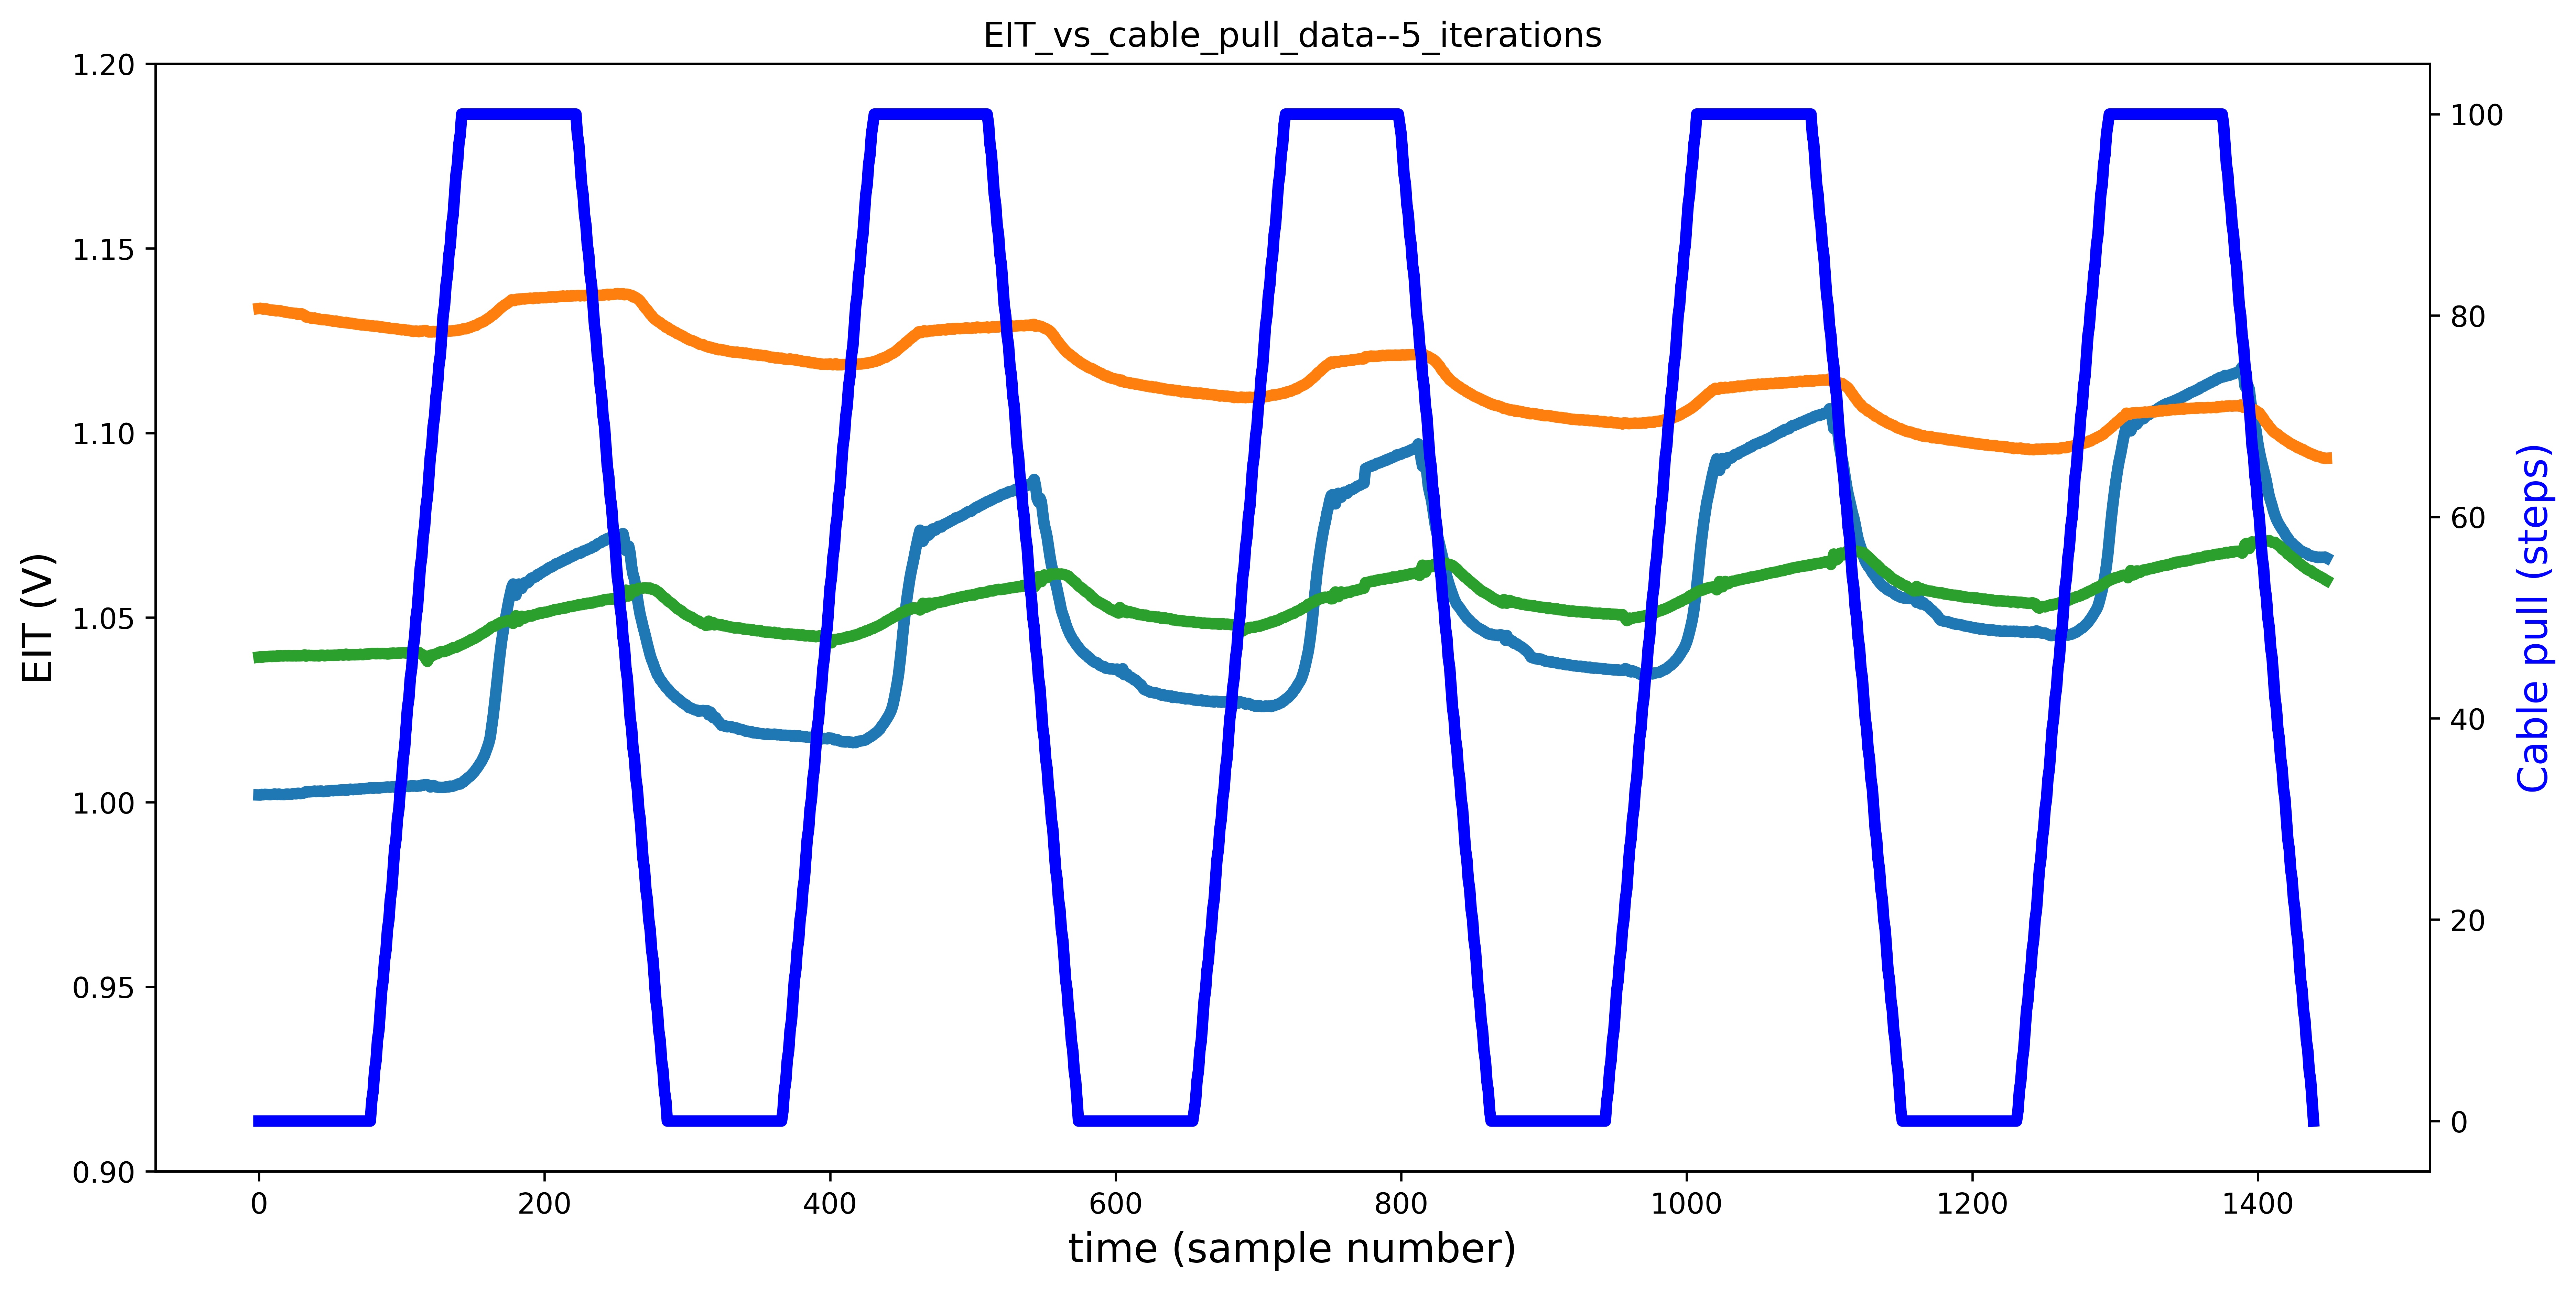 EIT_vs_cable_pull_data--5_iterations
1.20
1.15
1.10
1.05
1.00
0.95
0.90
EIT (V)
100
80
60
40
20
0
Cable pull (steps)
0 200 400 600 800 1000 1200 1400
time (sample number)